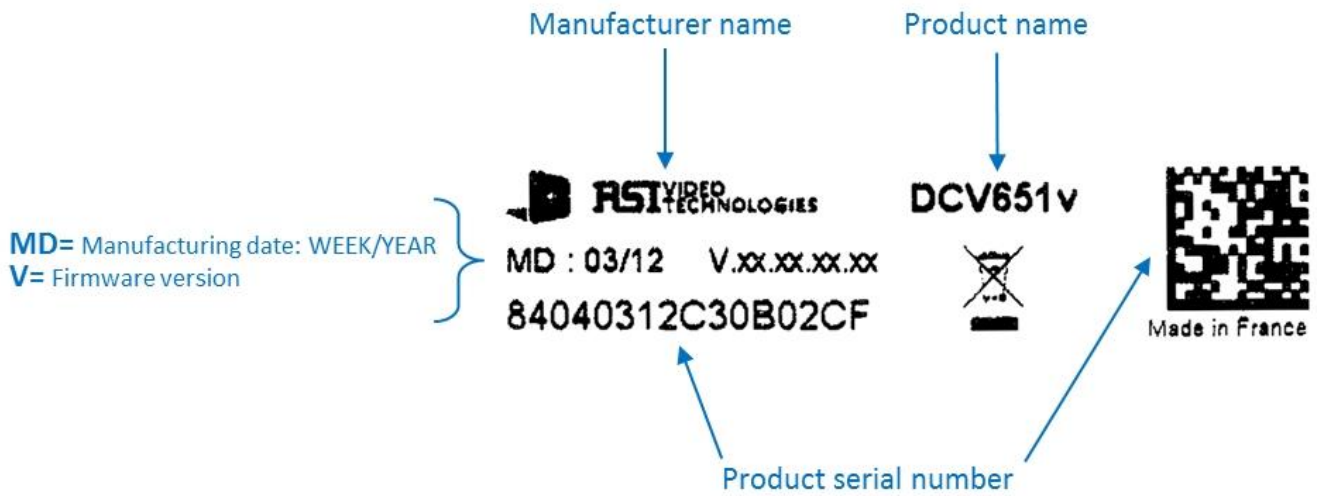 Manufacturer name
Product name
RSI VIDEO TECHNOLOGIES
DCV651v
MD= Manufacturing date: WEEK/YEAR
V= Firmware version
MD : 03/12 V.xx.xx.xx.xx
84040312C30B02CF
Made in France
Product serial number